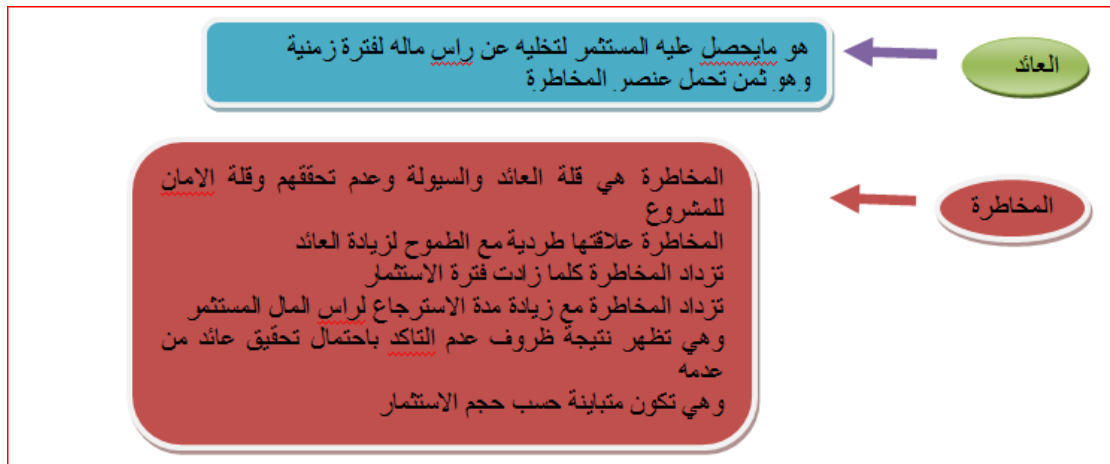 العائد
هو مايحصل عليه المستثمر لتخليه عن راس ماله لفترة زمنية
وهو ثمن تحمل عنصر المخاطرة
المخاطرة
المخاطرة هي قلة العائد والسيولة وعدم تحققهم وقلة الامان
للمشروع
المخاطرة علاقتها طردية مع الطموح لزيادة العائد
تزداد المخاطرة كلما زادت فترة الاستثمار
تزداد المخاطرة مع زيادة مدة الاسترجاع لراس المال المستثمر
وهي تظهر نتيجة ظروف عدم التاكد باحتمال تحقيق عائد من
عدمه
وهي تكون متباينة حسب حجم الاستثمار